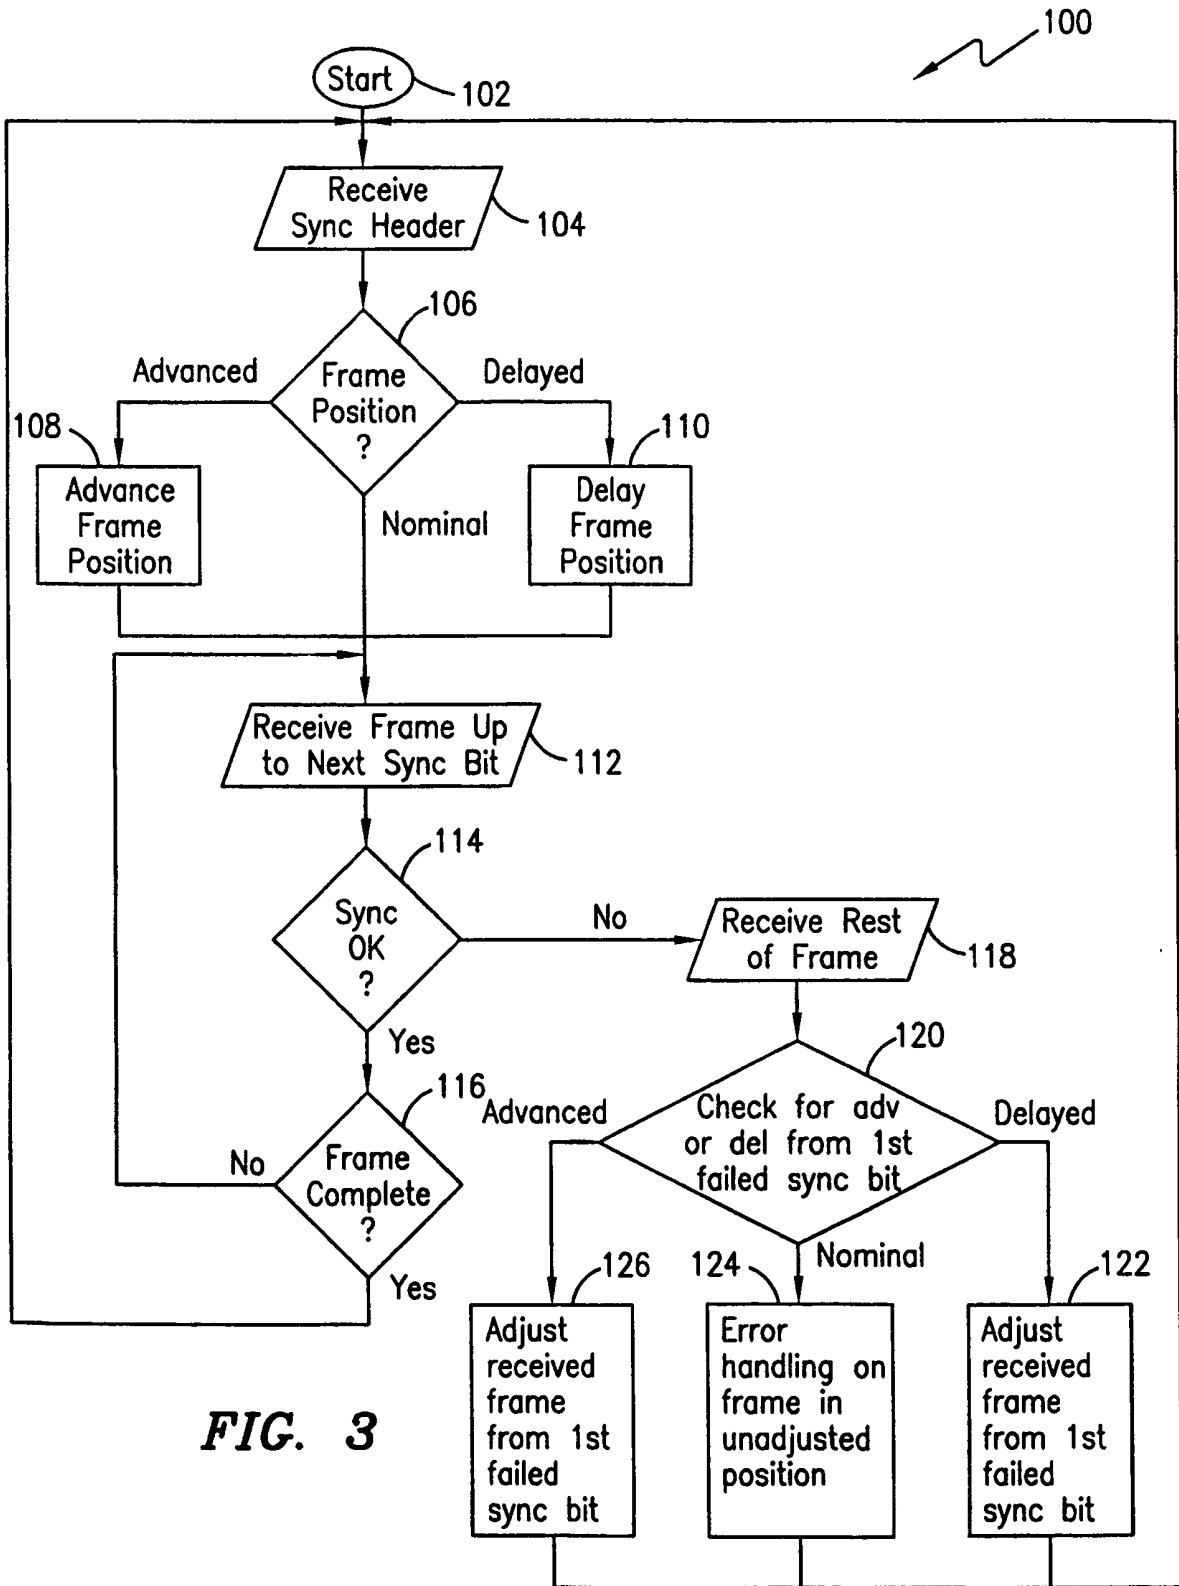 100
Start
102
Receive
Sync Header
104
106
Advanced
Frame
Position
?
Delayed
108
110
Advance
Frame
Position
Nominal
Delay
Frame
Position
Receive Frame Up
to Next Sync Bit
112
114
Sync
OK
?
No
Receive Rest
of Frame
118
Yes
116
120
No
Frame
Complete
?
Advanced
Check for adv
or del from 1st
failed sync bit
Delayed
Yes
Nominal
126
124
122
Adjust
received
frame
from 1st
failed
sync bit
Error
handling on
frame in
unadjusted
position
Adjust
received
frame
from 1st
failed
sync bit
FIG. 3